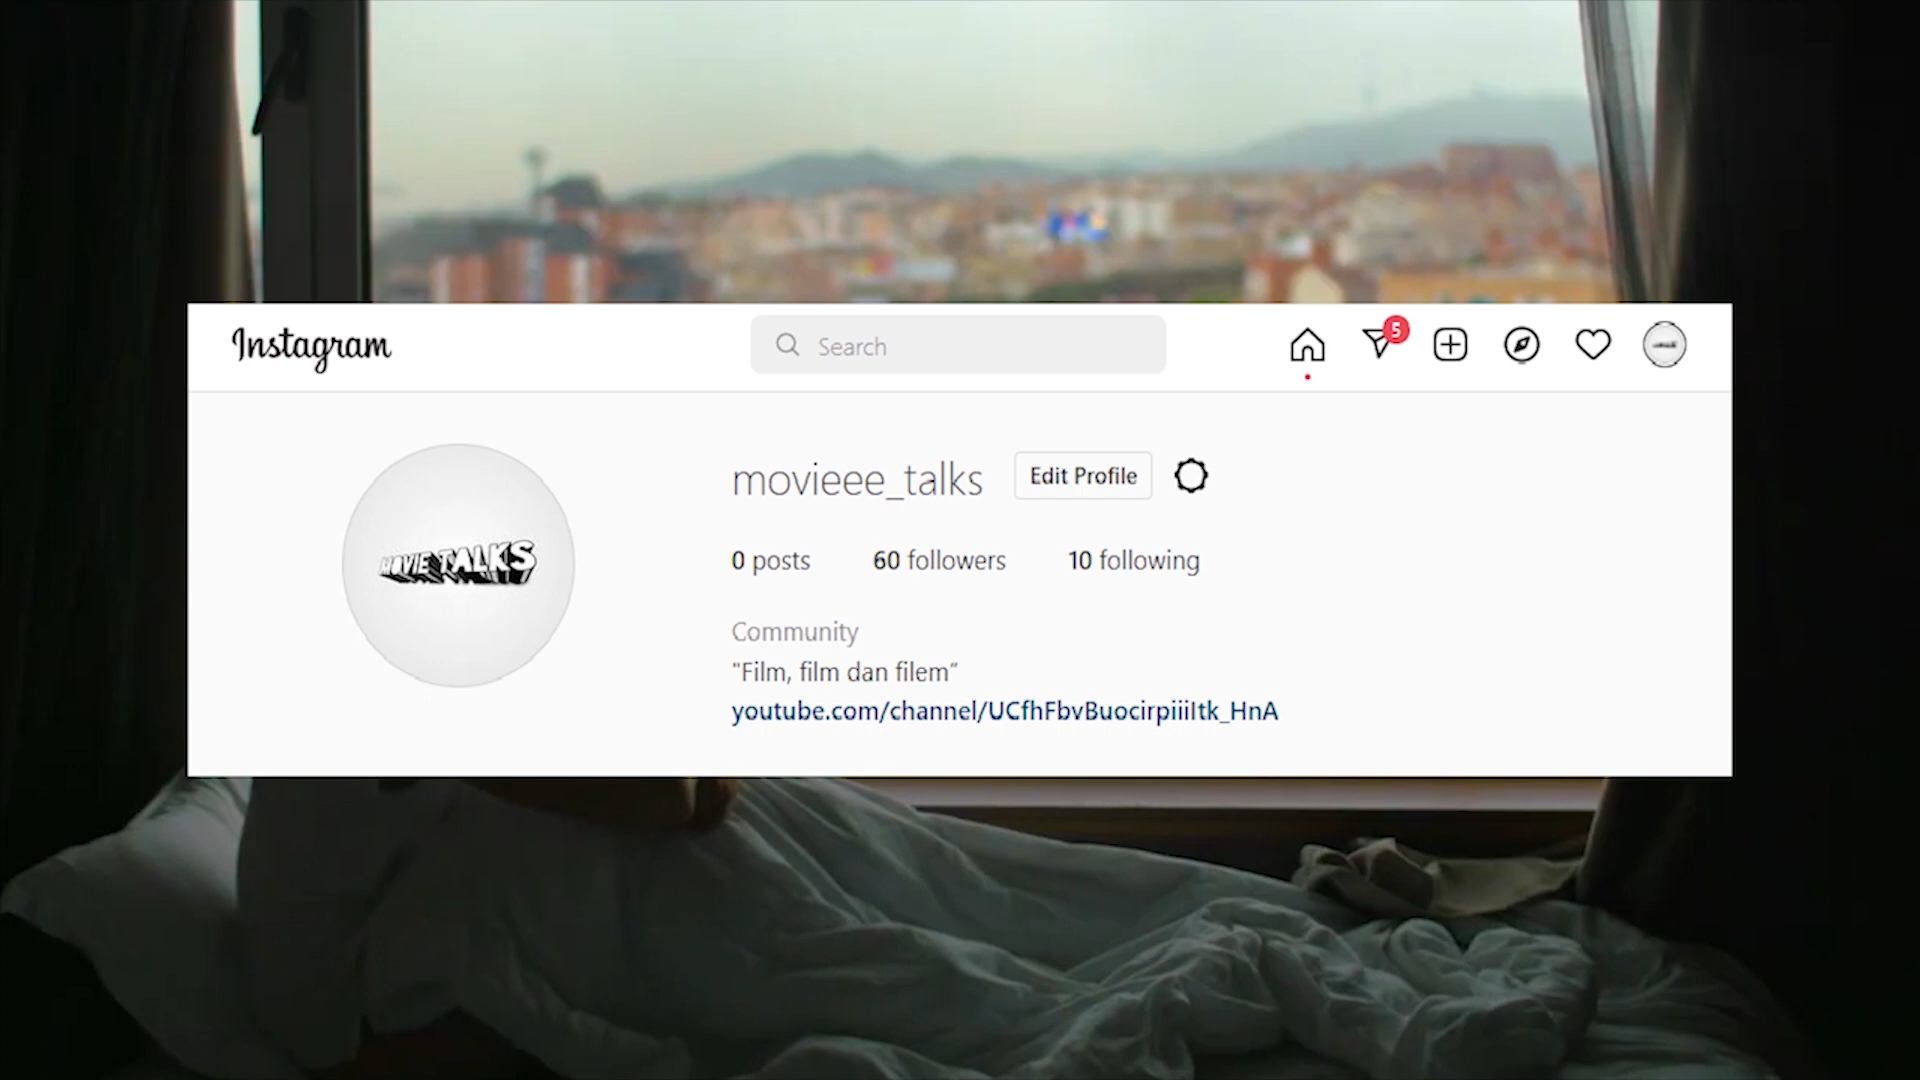 Instagram
Search
5
movieee_talks Edit Profile
0 posts 60 followers 10 following
MOVIE TALKS
Community
"Film, film dan filem"
youtube.com/channel/UCfhFbvBuocirpiiiItk_HnA